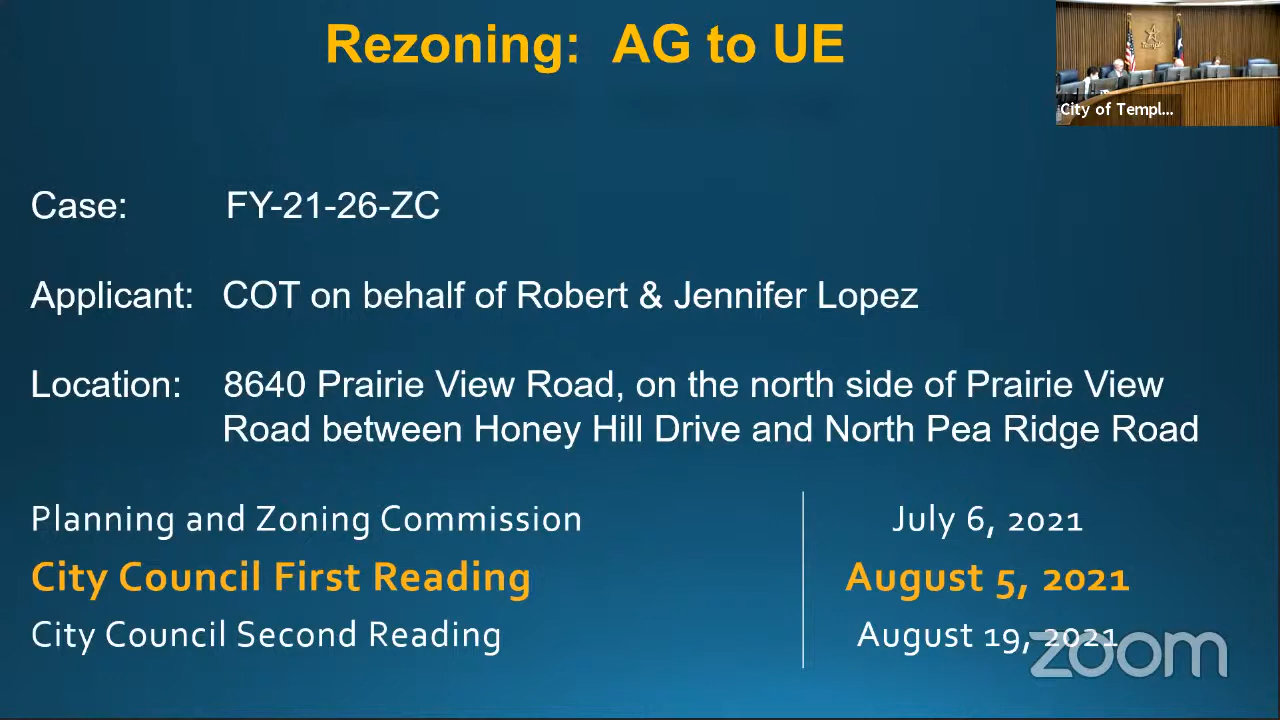 Rezoning: AG to UE
Temple
City of Templ...
Case: FY-21-26-ZC
Applicant: COT on behalf of Robert & Jennifer Lopez
Location: 8640 Prairie View Road, on the north side of Prairie View
Road between Honey Hill Drive and North Pea Ridge Road
Planning and Zoning Commission July 6, 2021
City Council First Reading August 5, 2021
City Council Second Reading August 19, 2021
zoom